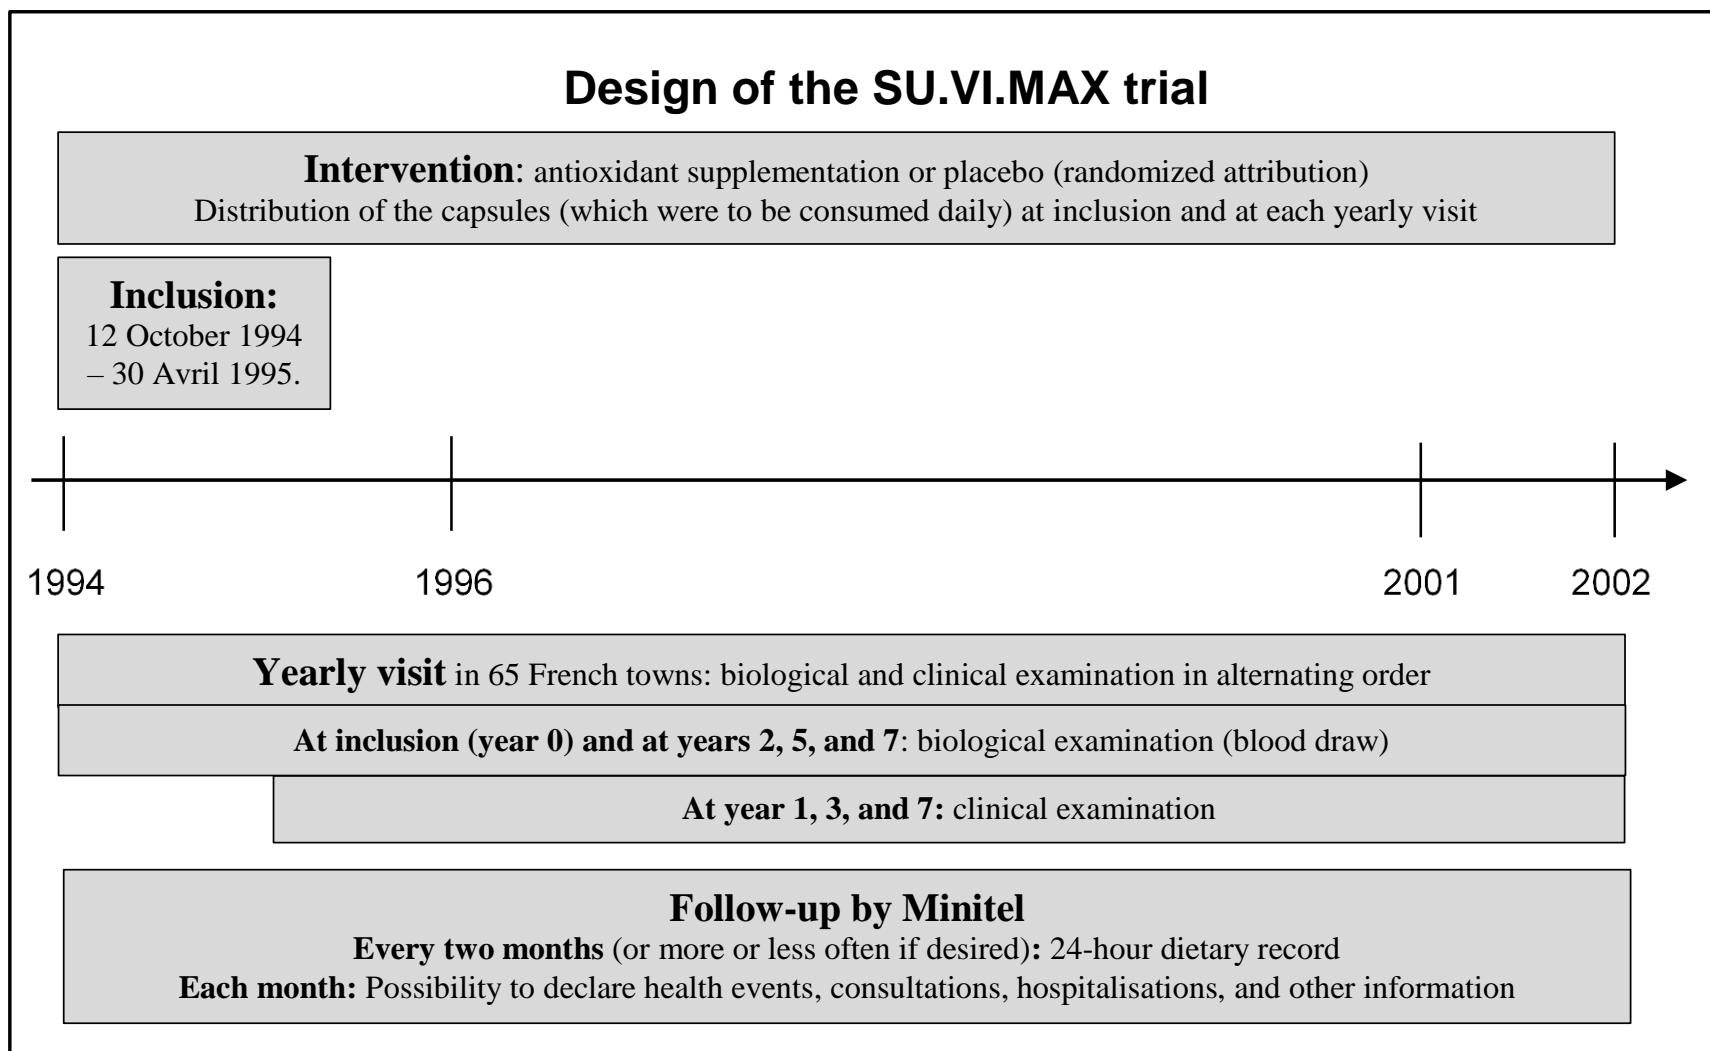 Design of the SU.VI.MAX trial
Intervention: antioxidant supplementation or placebo (randomized attribution)
Distribution of the capsules (which were to be consumed daily) at inclusion and at each yearly visit
Inclusion:
12 October 1994
– 30 Avril 1995.
1994 1996 2001 2002
Yearly visit in 65 French towns: biological and clinical examination in alternating order
At inclusion (year 0) and at years 2, 5, and 7: biological examination (blood draw)
At year 1, 3, and 7: clinical examination
Follow-up by Minitel
Every two months (or more or less often if desired): 24-hour dietary record
Each month: Possibility to declare health events, consultations, hospitalisations, and other information